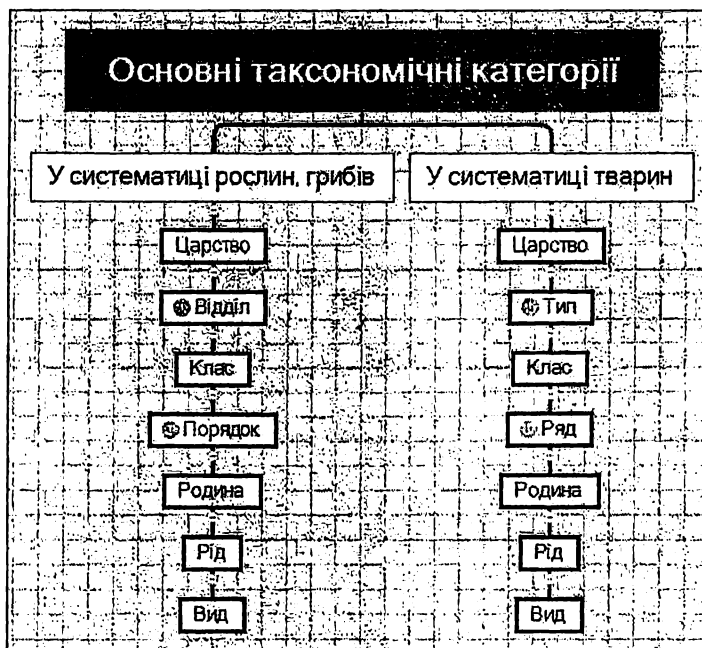 Основні таксономічні категорії
У систематиці рослин, грибів
У систематиці тварин
Царство
Царство
Відділ
Тип
Клас
Клас
Порядок
Ряд
Родина
Родина
Рід
Рід
Вид
Вид